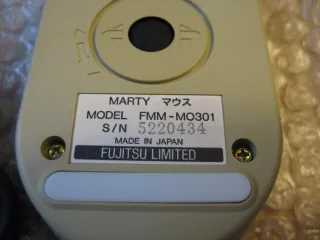 MARTY マウス
MODEL FMM-MO301
S/N 5220434
MADE IN JAPAN
FUJITSU LIMITED